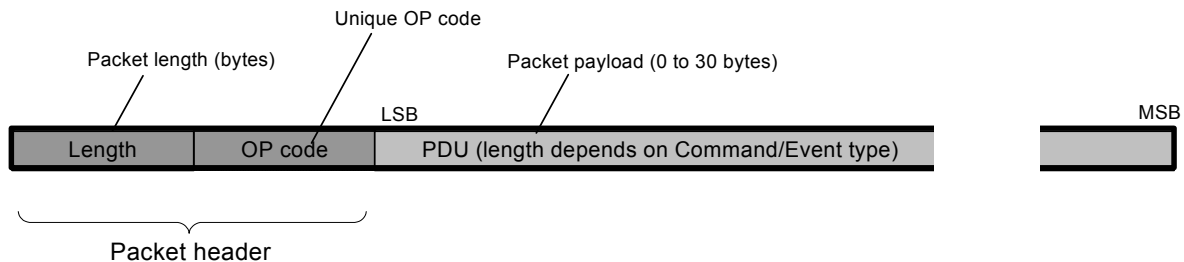 Unique OP code
Packet length (bytes)
Packet payload (0 to 30 bytes)
LSB
MSB
Length
OP code
PDU (length depends on Command/Event type)
Packet header